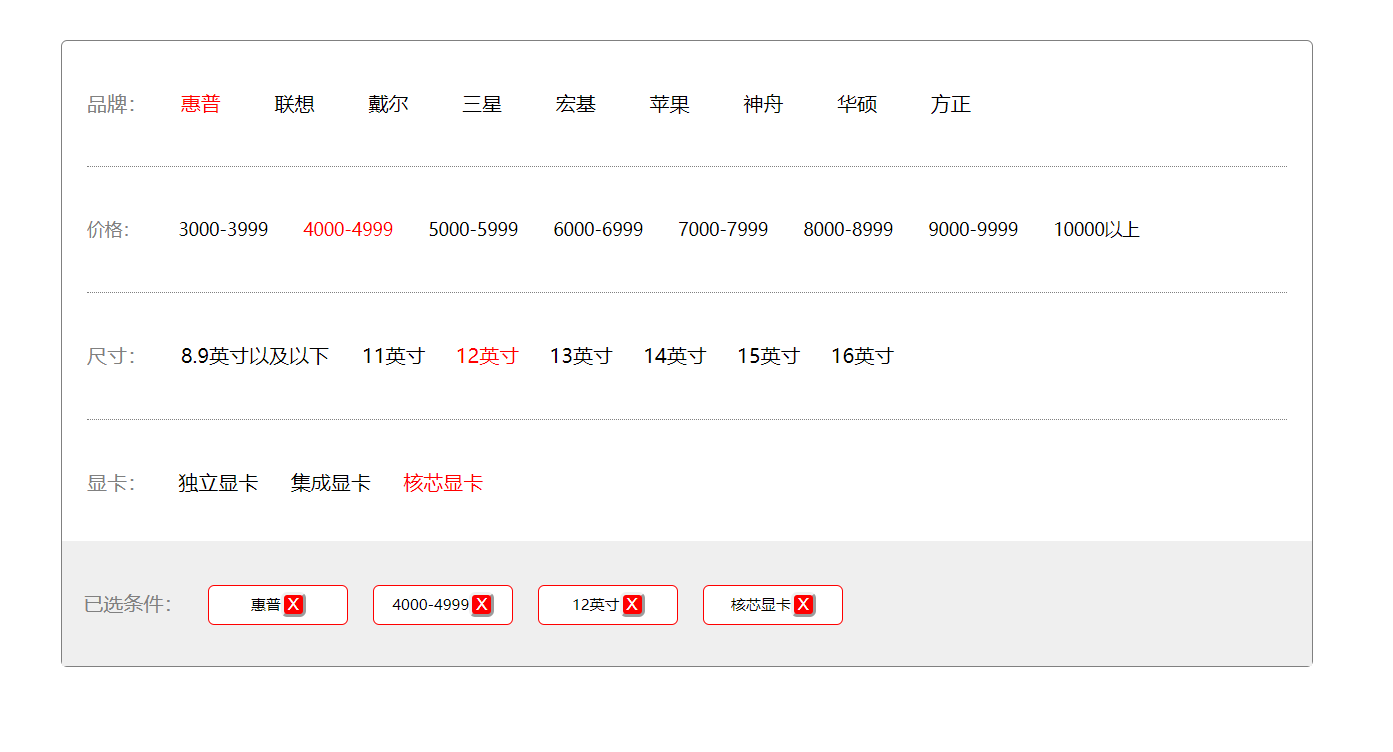 品牌： 惠普 联想 戴尔 三星 宏基 苹果 神舟 华硕 方正
价格： 3000-3999 4000-4999 5000-5999 6000-6999 7000-7999 8000-8999 9000-9999 10000以上
尺寸： 8.9英寸以及以下 11英寸 12英寸 13英寸 14英寸 15英寸 16英寸
显卡： 独立显卡 集成显卡 核芯显卡
已选条件： 惠普 X 4000-4999 X 12英寸 X 核芯显卡 X